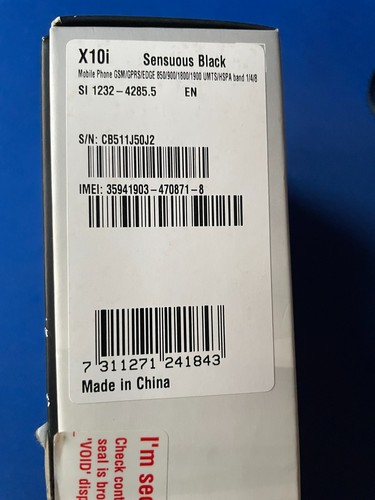 X10i Sensuous Black
Mobile Phone GSM/GPRS/EDGE 850/900/1800/1900 UMTS/HSPA band 1/4/8
SI 1232-4285.5 EN
S/N: CB511J50J2
IMEI: 35941903-470871-8
7 311271 241843
Made in China
I'm se
Check cont
seal is bro
'VOID' disp